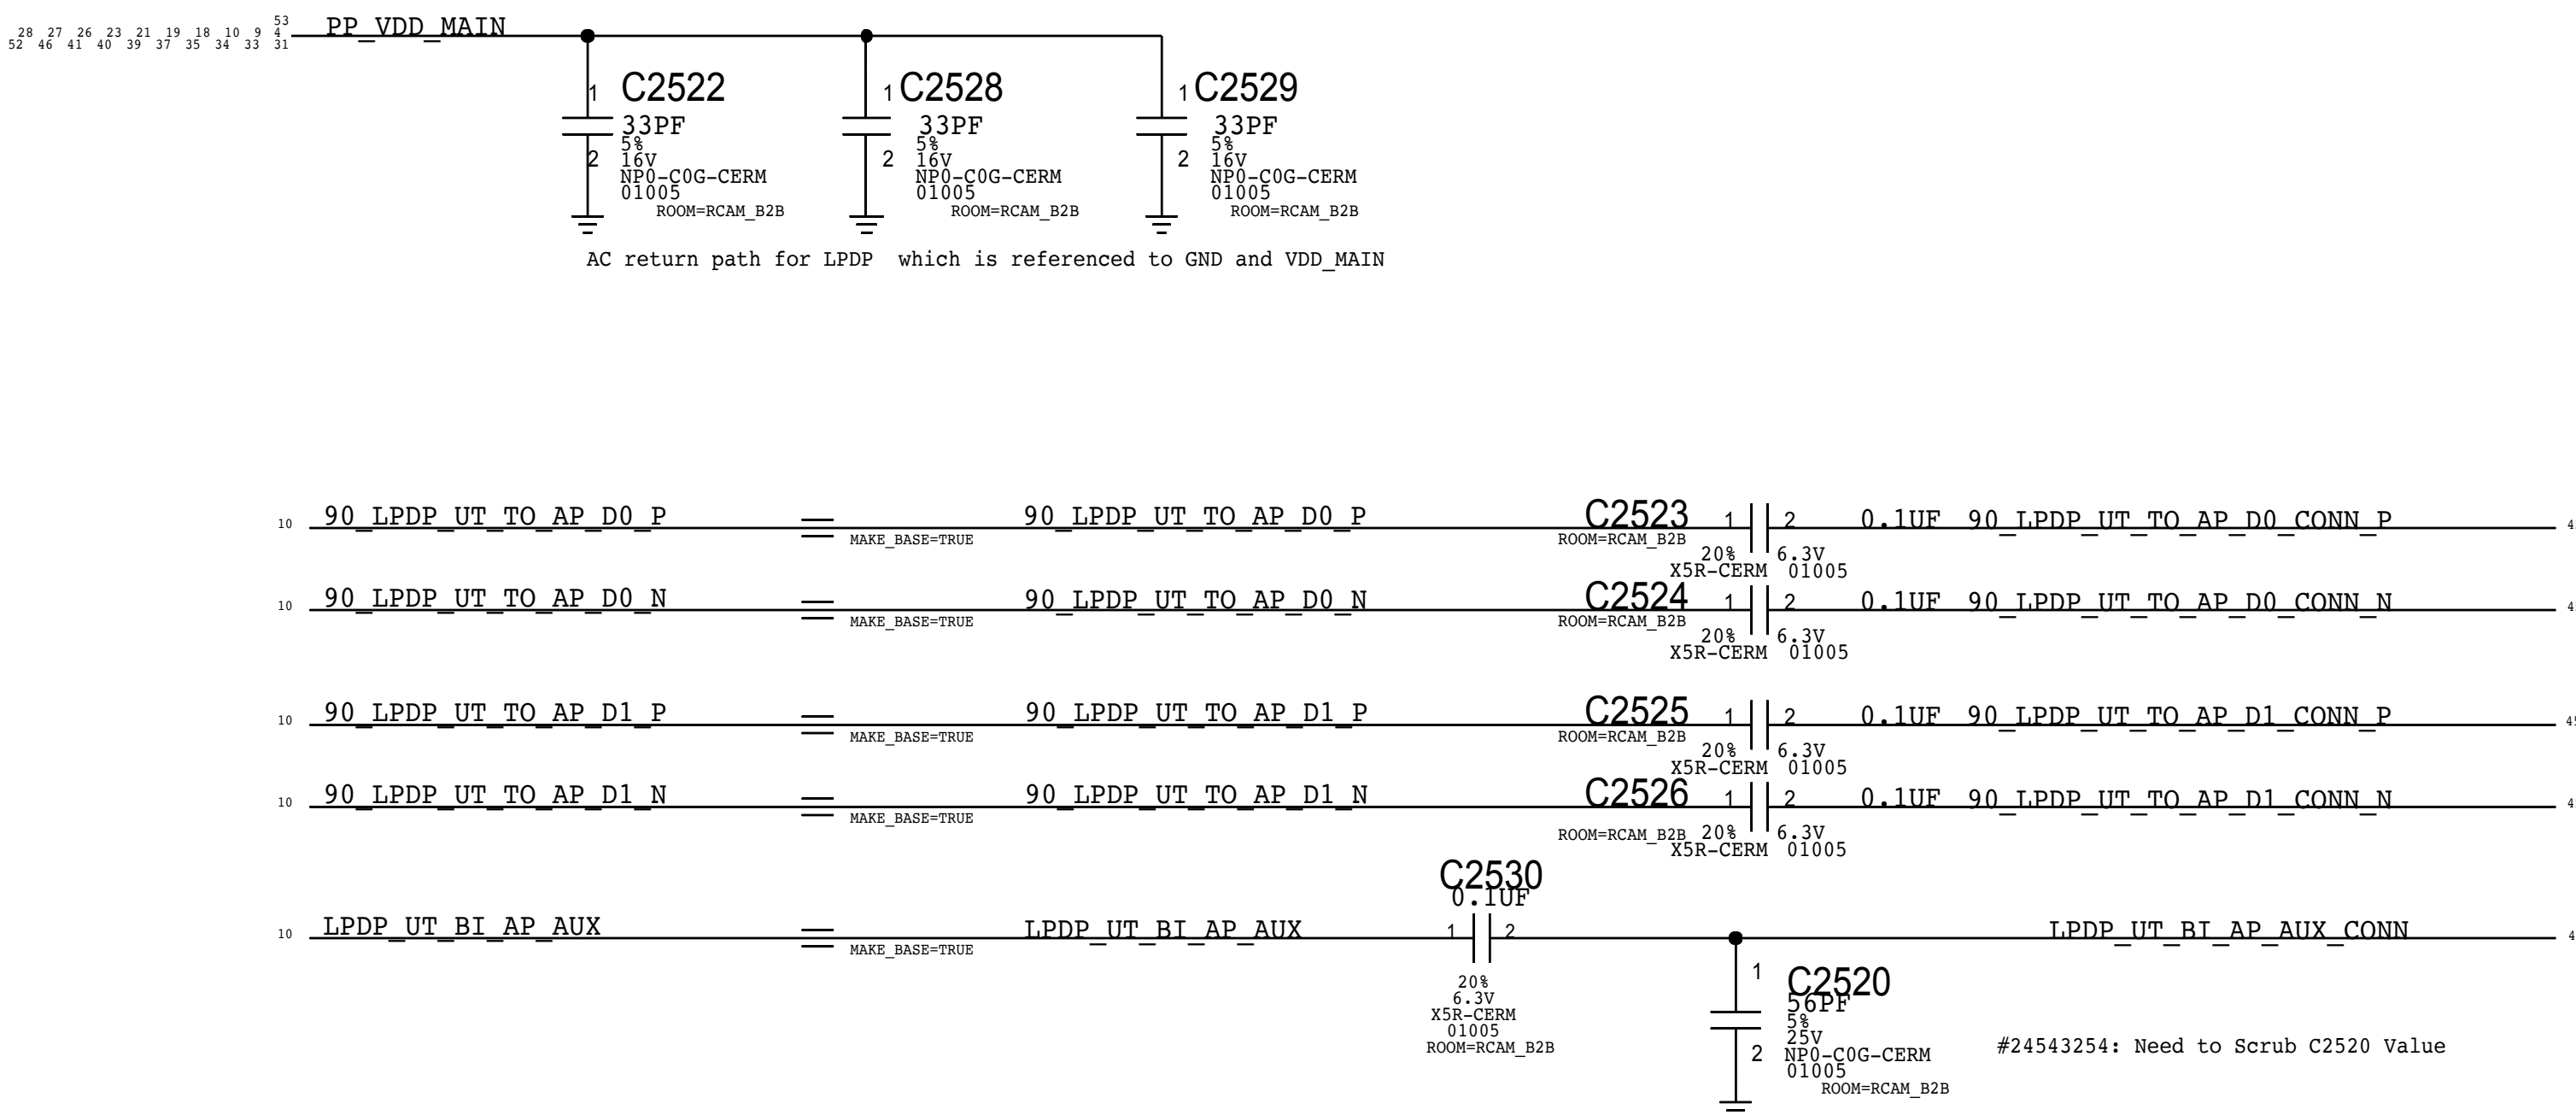 53
28 27 26 23 21 19 18 10 9 4
52 46 41 40 39 37 35 34 33 31
PP_VDD_MAIN
1 C2522
33PF
5%
2 16V
NP0-C0G-CERM
01005
ROOM=RCAM_B2B
1 C2528
33PF
5%
2 16V
NP0-C0G-CERM
01005
ROOM=RCAM_B2B
1 C2529
33PF
5%
2 16V
NP0-C0G-CERM
01005
ROOM=RCAM_B2B
AC return path for LPDP which is referenced to GND and VDD_MAIN
10 90_LPDP_UT_TO_AP_D0_P 90_LPDP_UT_TO_AP_D0_P C2523 1 2 0.1UF 90_LPDP_UT_TO_AP_D0_CONN_P
MAKE_BASE=TRUE ROOM=RCAM_B2B
20% 6.3V
X5R-CERM 01005
10 90_LPDP_UT_TO_AP_D0_N 90_LPDP_UT_TO_AP_D0_N C2524 1 2 0.1UF 90_LPDP_UT_TO_AP_D0_CONN_N
MAKE_BASE=TRUE ROOM=RCAM_B2B
20% 6.3V
X5R-CERM 01005
10 90_LPDP_UT_TO_AP_D1_P 90_LPDP_UT_TO_AP_D1_P C2525 1 2 0.1UF 90_LPDP_UT_TO_AP_D1_CONN_P
MAKE_BASE=TRUE ROOM=RCAM_B2B
20% 6.3V
X5R-CERM 01005
10 90_LPDP_UT_TO_AP_D1_N 90_LPDP_UT_TO_AP_D1_N C2526 1 2 0.1UF 90_LPDP_UT_TO_AP_D1_CONN_N
MAKE_BASE=TRUE ROOM=RCAM_B2B 20% 6.3V
X5R-CERM 01005
C2530
0.1UF
10 LPDP_UT_BI_AP_AUX LPDP_UT_BI_AP_AUX 1 2 LPDP_UT_BI_AP_AUX_CONN
MAKE_BASE=TRUE
20%
6.3V
X5R-CERM
01005
ROOM=RCAM_B2B
1 C2520
56PF
5%
25V
2 NP0-C0G-CERM
01005
ROOM=RCAM_B2B
#24543254: Need to Scrub C2520 Value